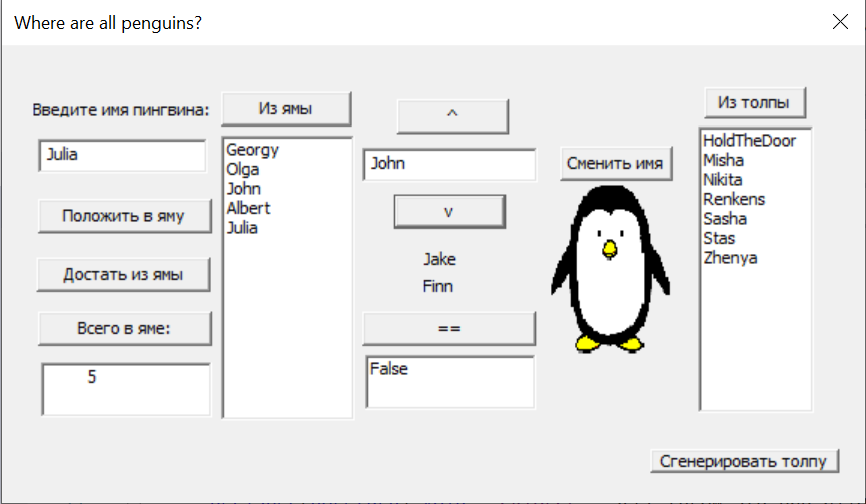 Where are all penguins?
Введите имя пингвина:
Julia
Положить в яму
Достать из ямы
Всего в яме:
5
Из ямы
Georgy
Olga
John
Albert
Julia
^
John
v
Jake
Finn
==
False
Сменить имя
Из толпы
HoldTheDoor
Misha
Nikita
Renkens
Sasha
Stas
Zhenya
Сгенерировать толпу